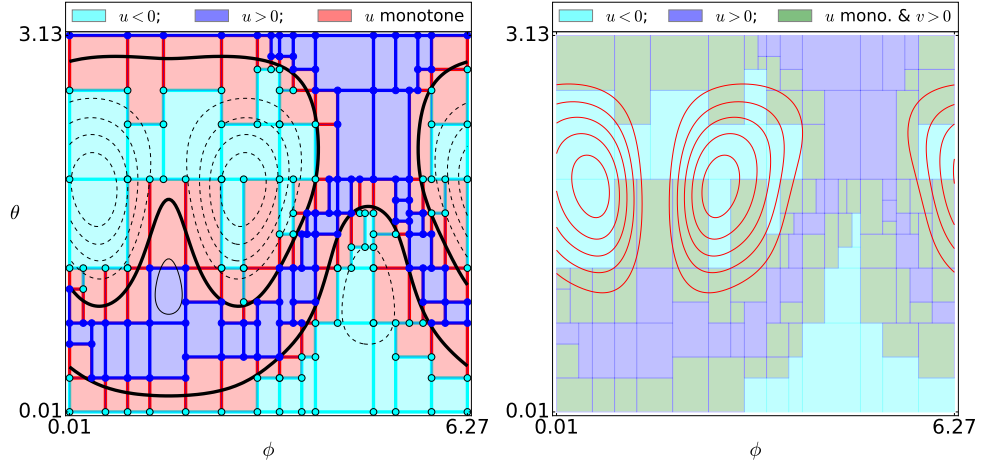 u < 0; u > 0; u monotone
3.13
θ
0.01
0.01 6.27
ϕ
u < 0; u > 0; u mono. & v > 0
3.13
0.01
0.01 6.27
ϕ